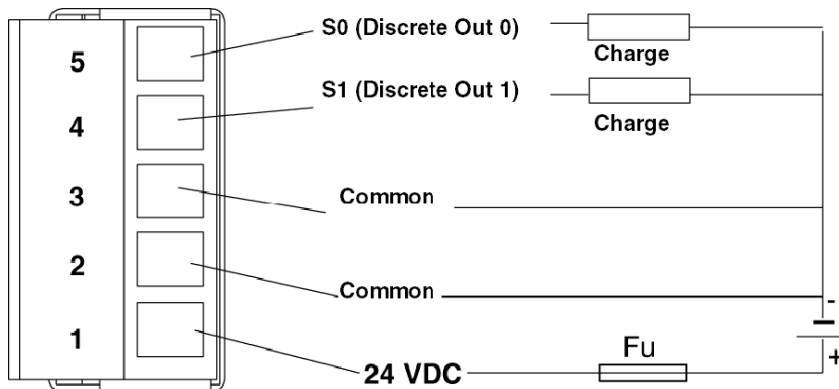 5
S0 (Discrete Out 0)
Charge
4
S1 (Discrete Out 1)
Charge
3
Common
2
Common
-
1
24 VDC
Fu
+